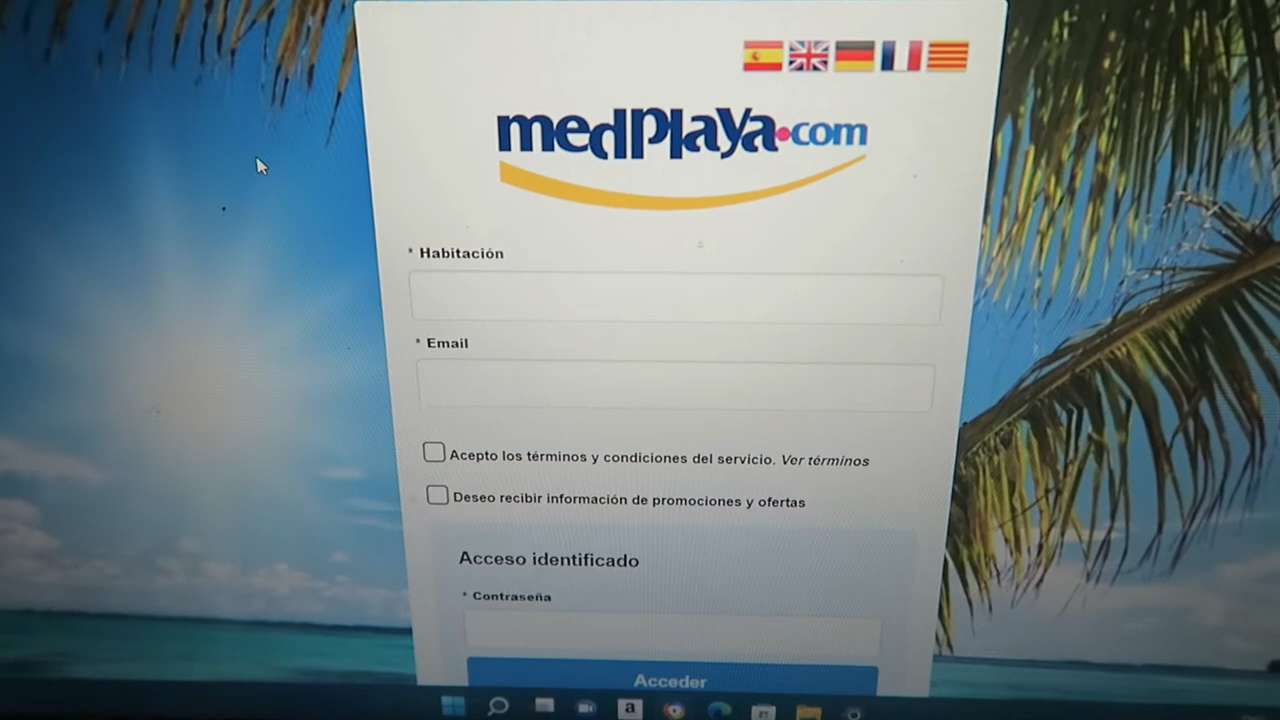 medplaya.com
* Habitación
* Email
Acepto los términos y condiciones del servicio. Ver términos
Deseo recibir información de promociones y ofertas
Acceso identificado
* Contraseña
Acceder
a